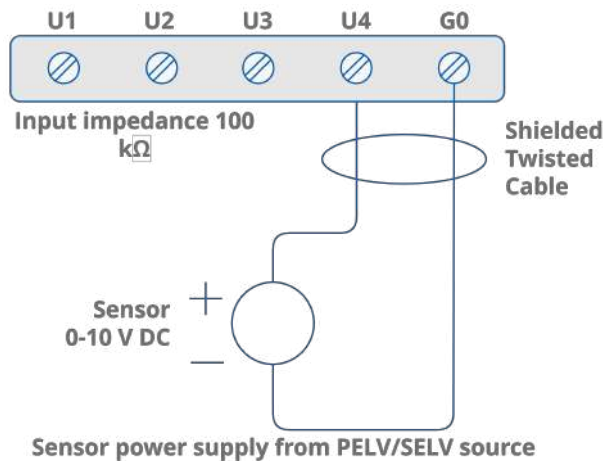 U1 U2 U3 U4 G0
Input impedance 100
kΩ
Shielded
Twisted
Cable
+
Sensor
0-10 V DC
—
Sensor power supply from PELV/SELV source